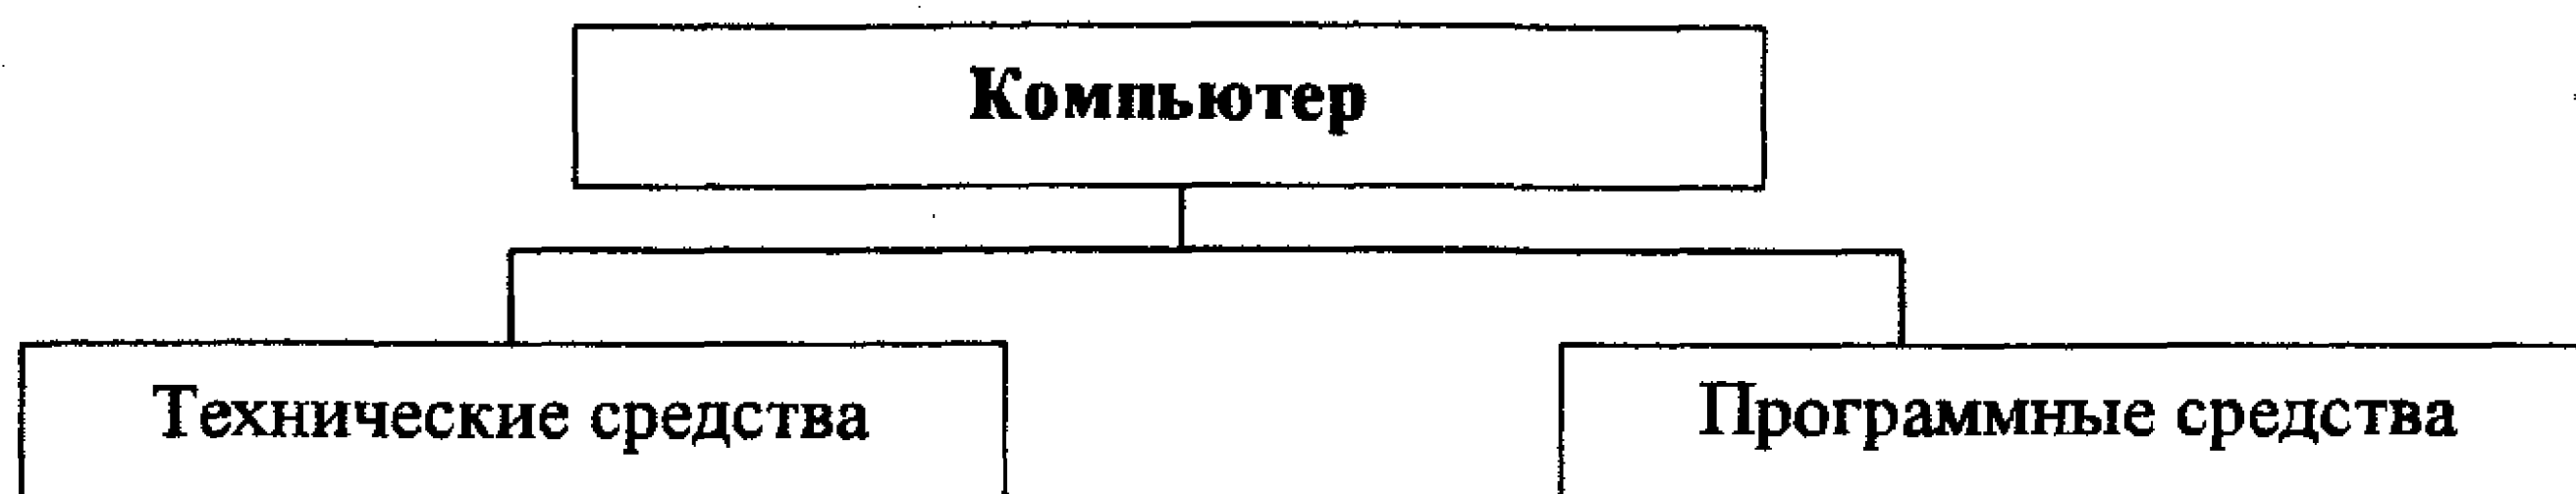 Компьютер
Технические средства
Программные средства